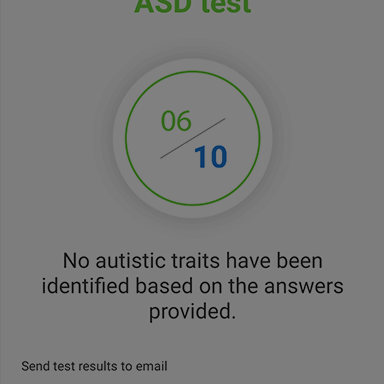 ASD test
06
10
No autistic traits have been
identified based on the answers
provided.
Send test results to email